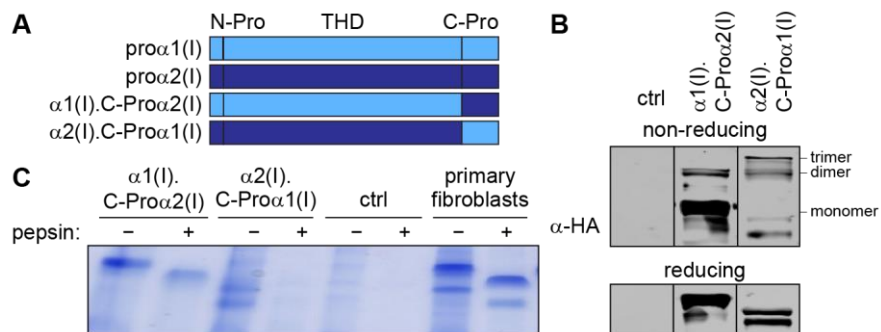 A
N-Pro THD C-Pro
proα1(I)
proα2(I)
α1(I).C-Proα2(I)
α2(I).C-Proα1(I)
B
ctrl
α1(I).
C-Proα2(I)
α2(I).
C-Proα1(I)
non-reducing
trimer
dimer
monomer
α-HA
reducing
C
α1(I).
C-Proα2(I)
α2(I).
C-Proα1(I)
ctrl
primary
fibroblasts
pepsin: − + − + − + − +